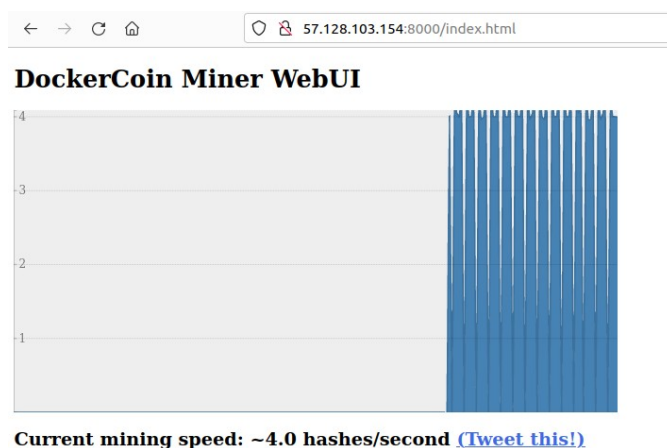 57.128.103.154:8000/index.html
DockerCoin Miner WebUI
4
3
2
1
Current mining speed: ~4.0 hashes/second (Tweet this!)